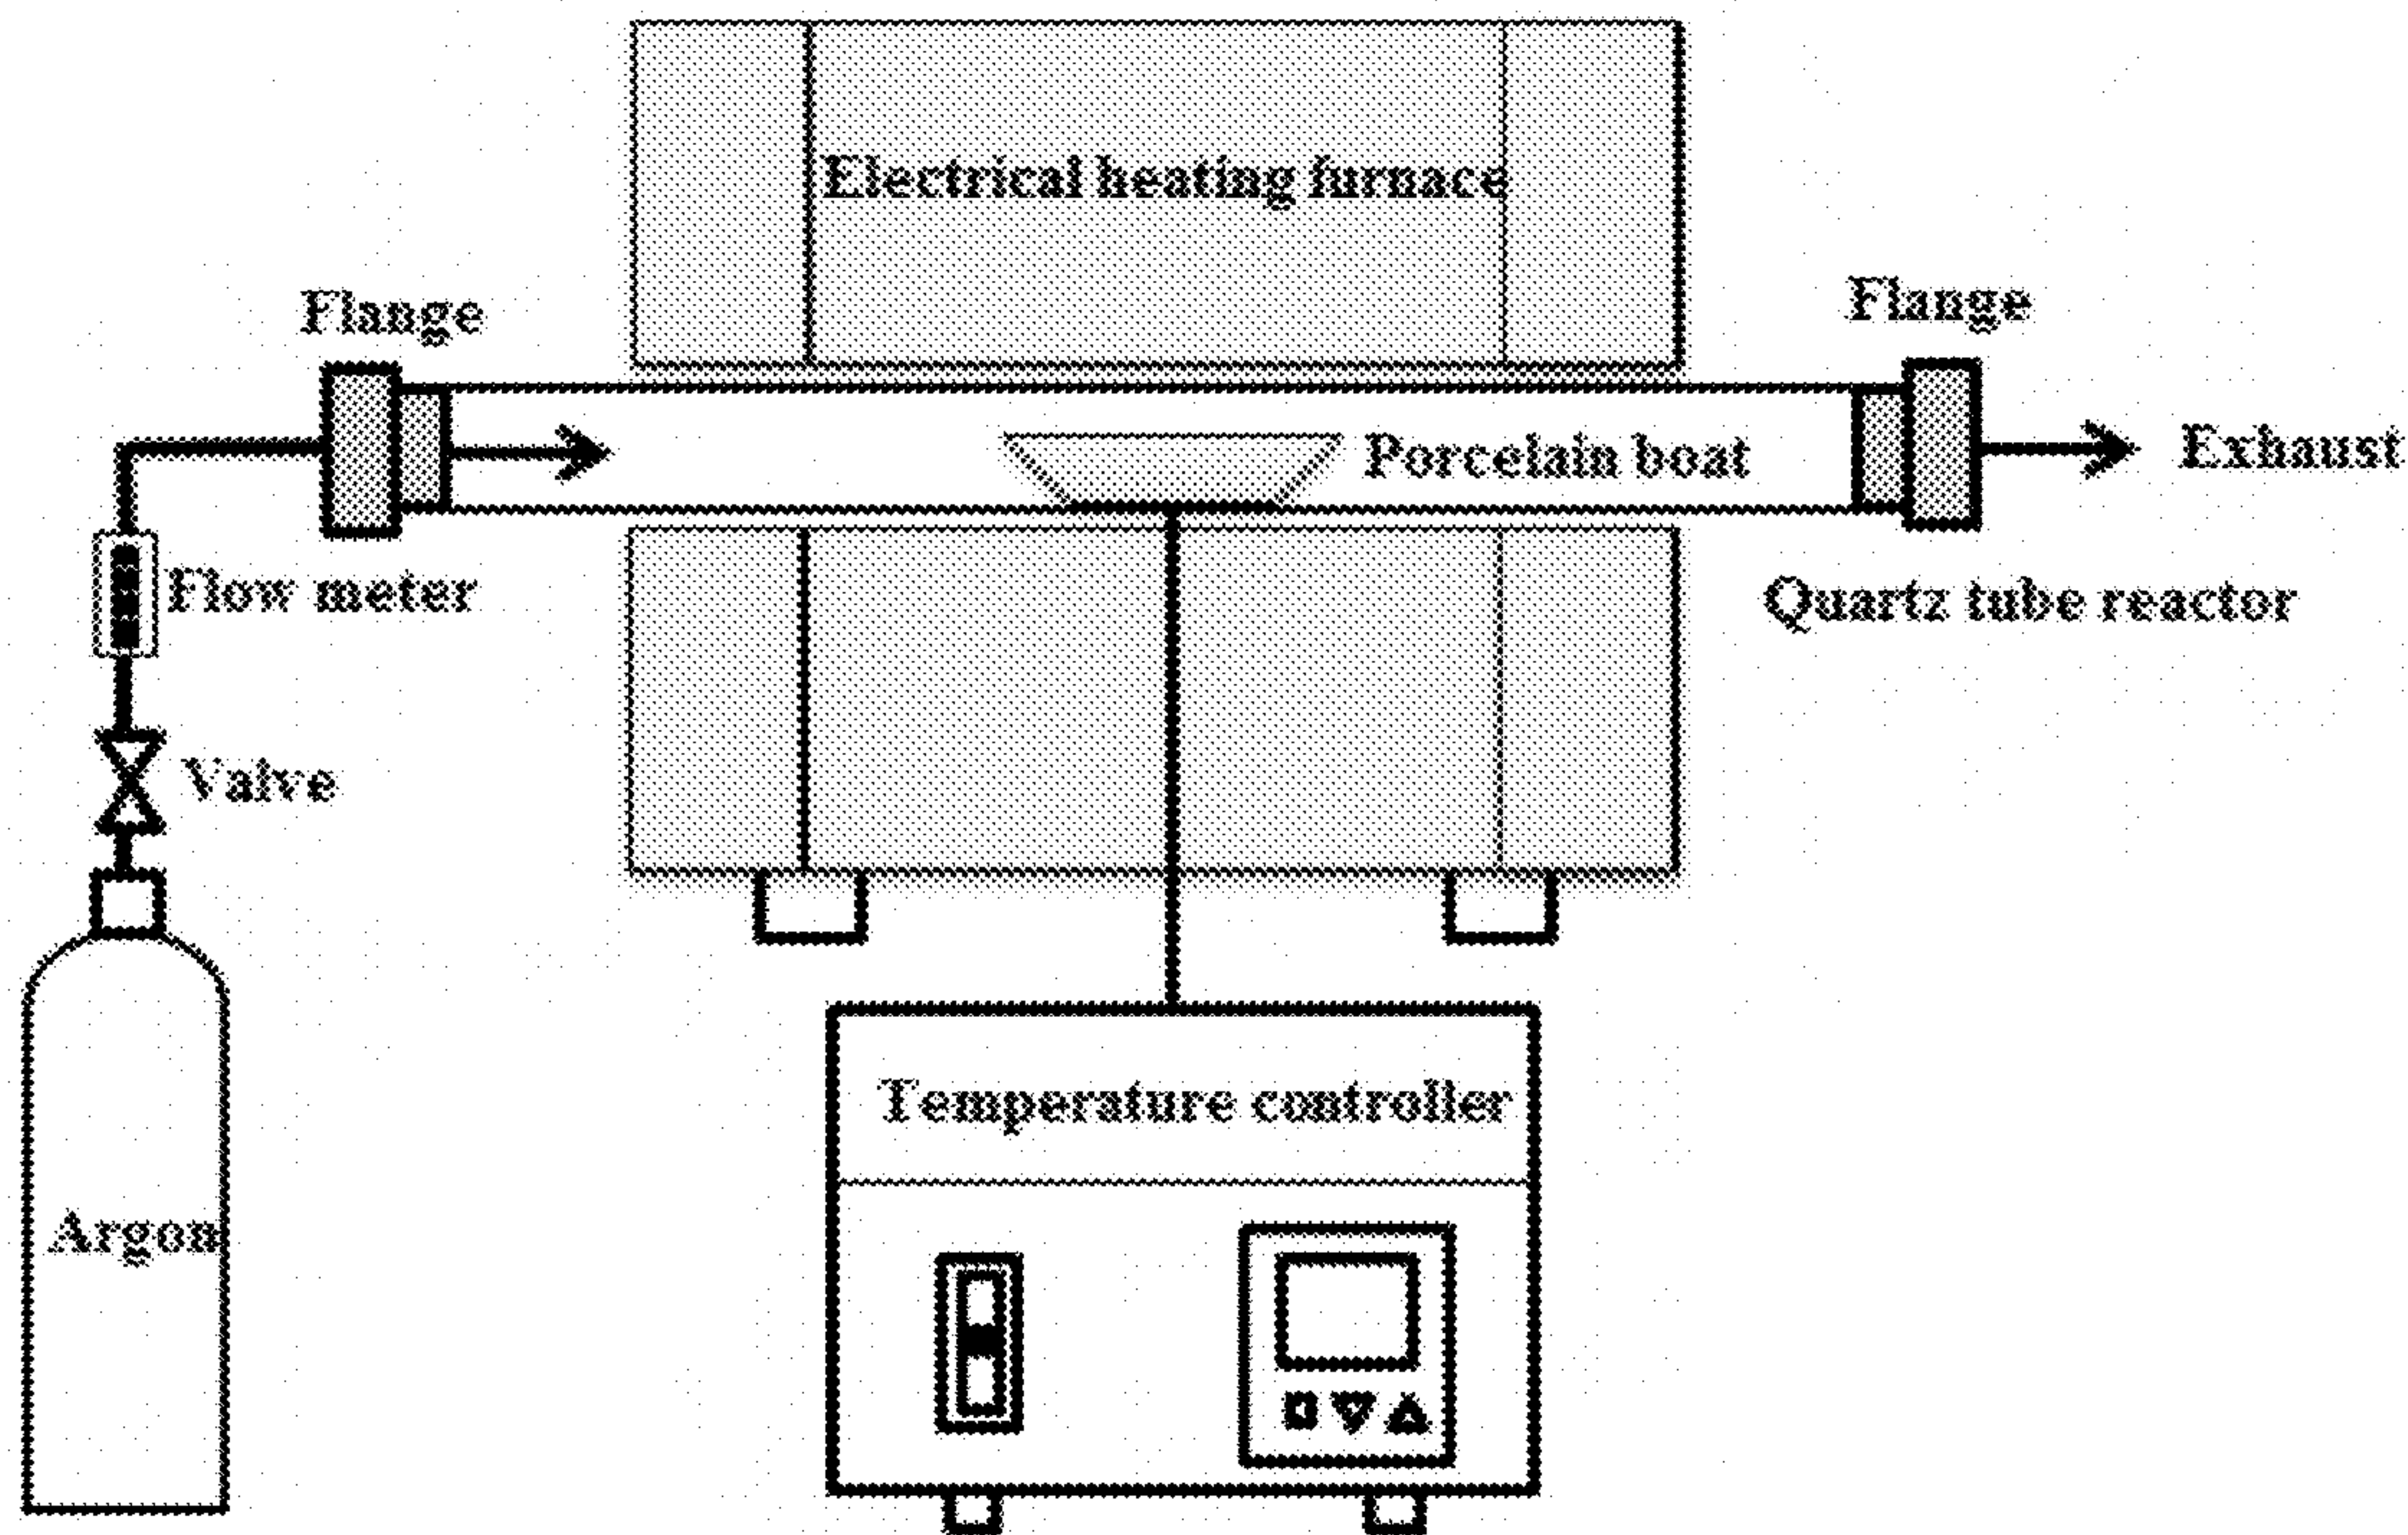 Electrical heating furnace
Flange
Flange
Porcelain boat
Exhaust
Flow meter
Quartz tube reactor
Valve
Temperature controller
Argon